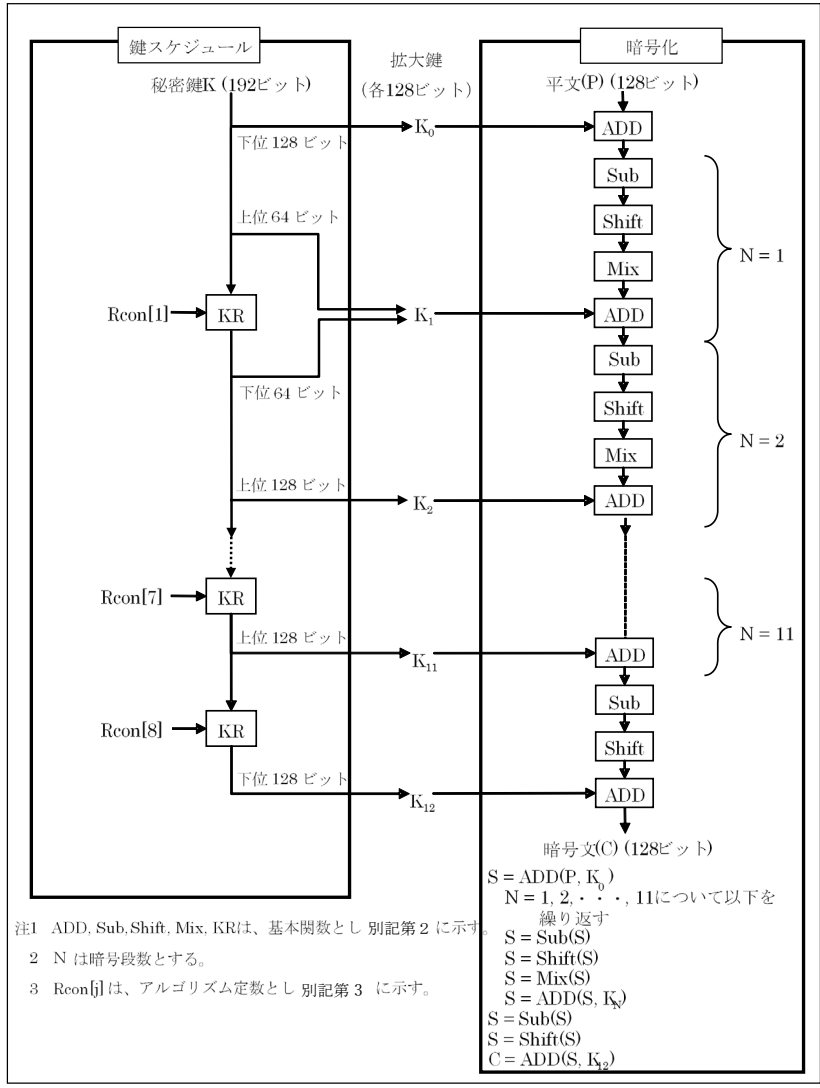 鍵スケジュール
秘密鍵K (192ビット)
下位 128 ビット
上位 64 ビット
Rcon[1]
KR
下位 64 ビット
上位 128 ビット
Rcon[7]
KR
上位 128 ビット
Rcon[8]
KR
下位 128 ビット
拡大鍵
(各128ビット)
K0
K1
K2
K11
K12
暗号化
平文(P) (128ビット)
ADD
Sub
Shift
Mix
ADD
N = 1
Sub
Shift
Mix
ADD
N = 2
ADD
N = 11
Sub
Shift
ADD
暗号文(C) (128ビット)
S = ADD(P, K0)
N = 1, 2,・・・, 11について以下を
繰り返す
S = Sub(S)
S = Shift(S)
S = Mix(S)
S = ADD(S, KN)
S = Sub(S)
S = Shift(S)
C = ADD(S, K12)
注1 ADD, Sub,Shift, Mix, KRは、基本関数とし 別記第2 に示す。
2 N は暗号段数とする。
3 Rcon[j] は、アルゴリズム定数とし 別記第3 に示す。